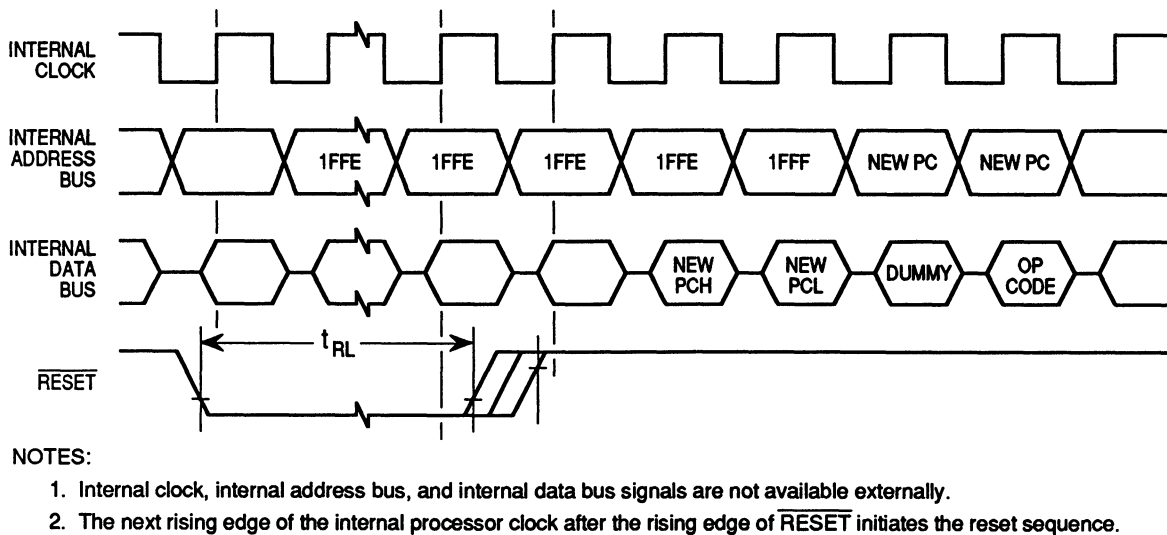 INTERNAL
CLOCK
INTERNAL
ADDRESS
BUS
1FFE
1FFE
1FFE
1FFE
1FFF
NEW PC
NEW PC
INTERNAL
DATA
BUS
NEW
PCH
NEW
PCL
DUMMY
OP
CODE
tRL
RESET
NOTES:
1. Internal clock, internal address bus, and internal data bus signals are not available externally.
2. The next rising edge of the internal processor clock after the rising edge of RESET initiates the reset sequence.